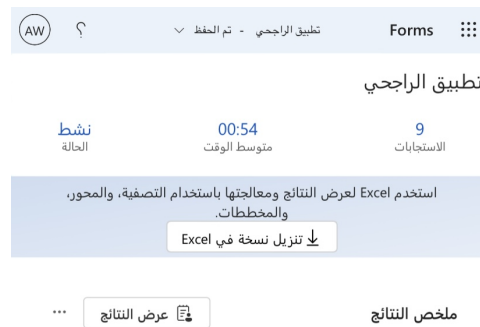 Forms تطبيق الراجحي - تم الحفظ ؟ AW
تطبيق الراجحي
9 00:54 نشط
الاستجابات متوسط الوقت الحالة
استخدم Excel لعرض النتائج ومعالجتها باستخدام التصفية، والمحور،
والمخططات.
تنزيل نسخة في Excel
ملخص النتائج عرض النتائج ...